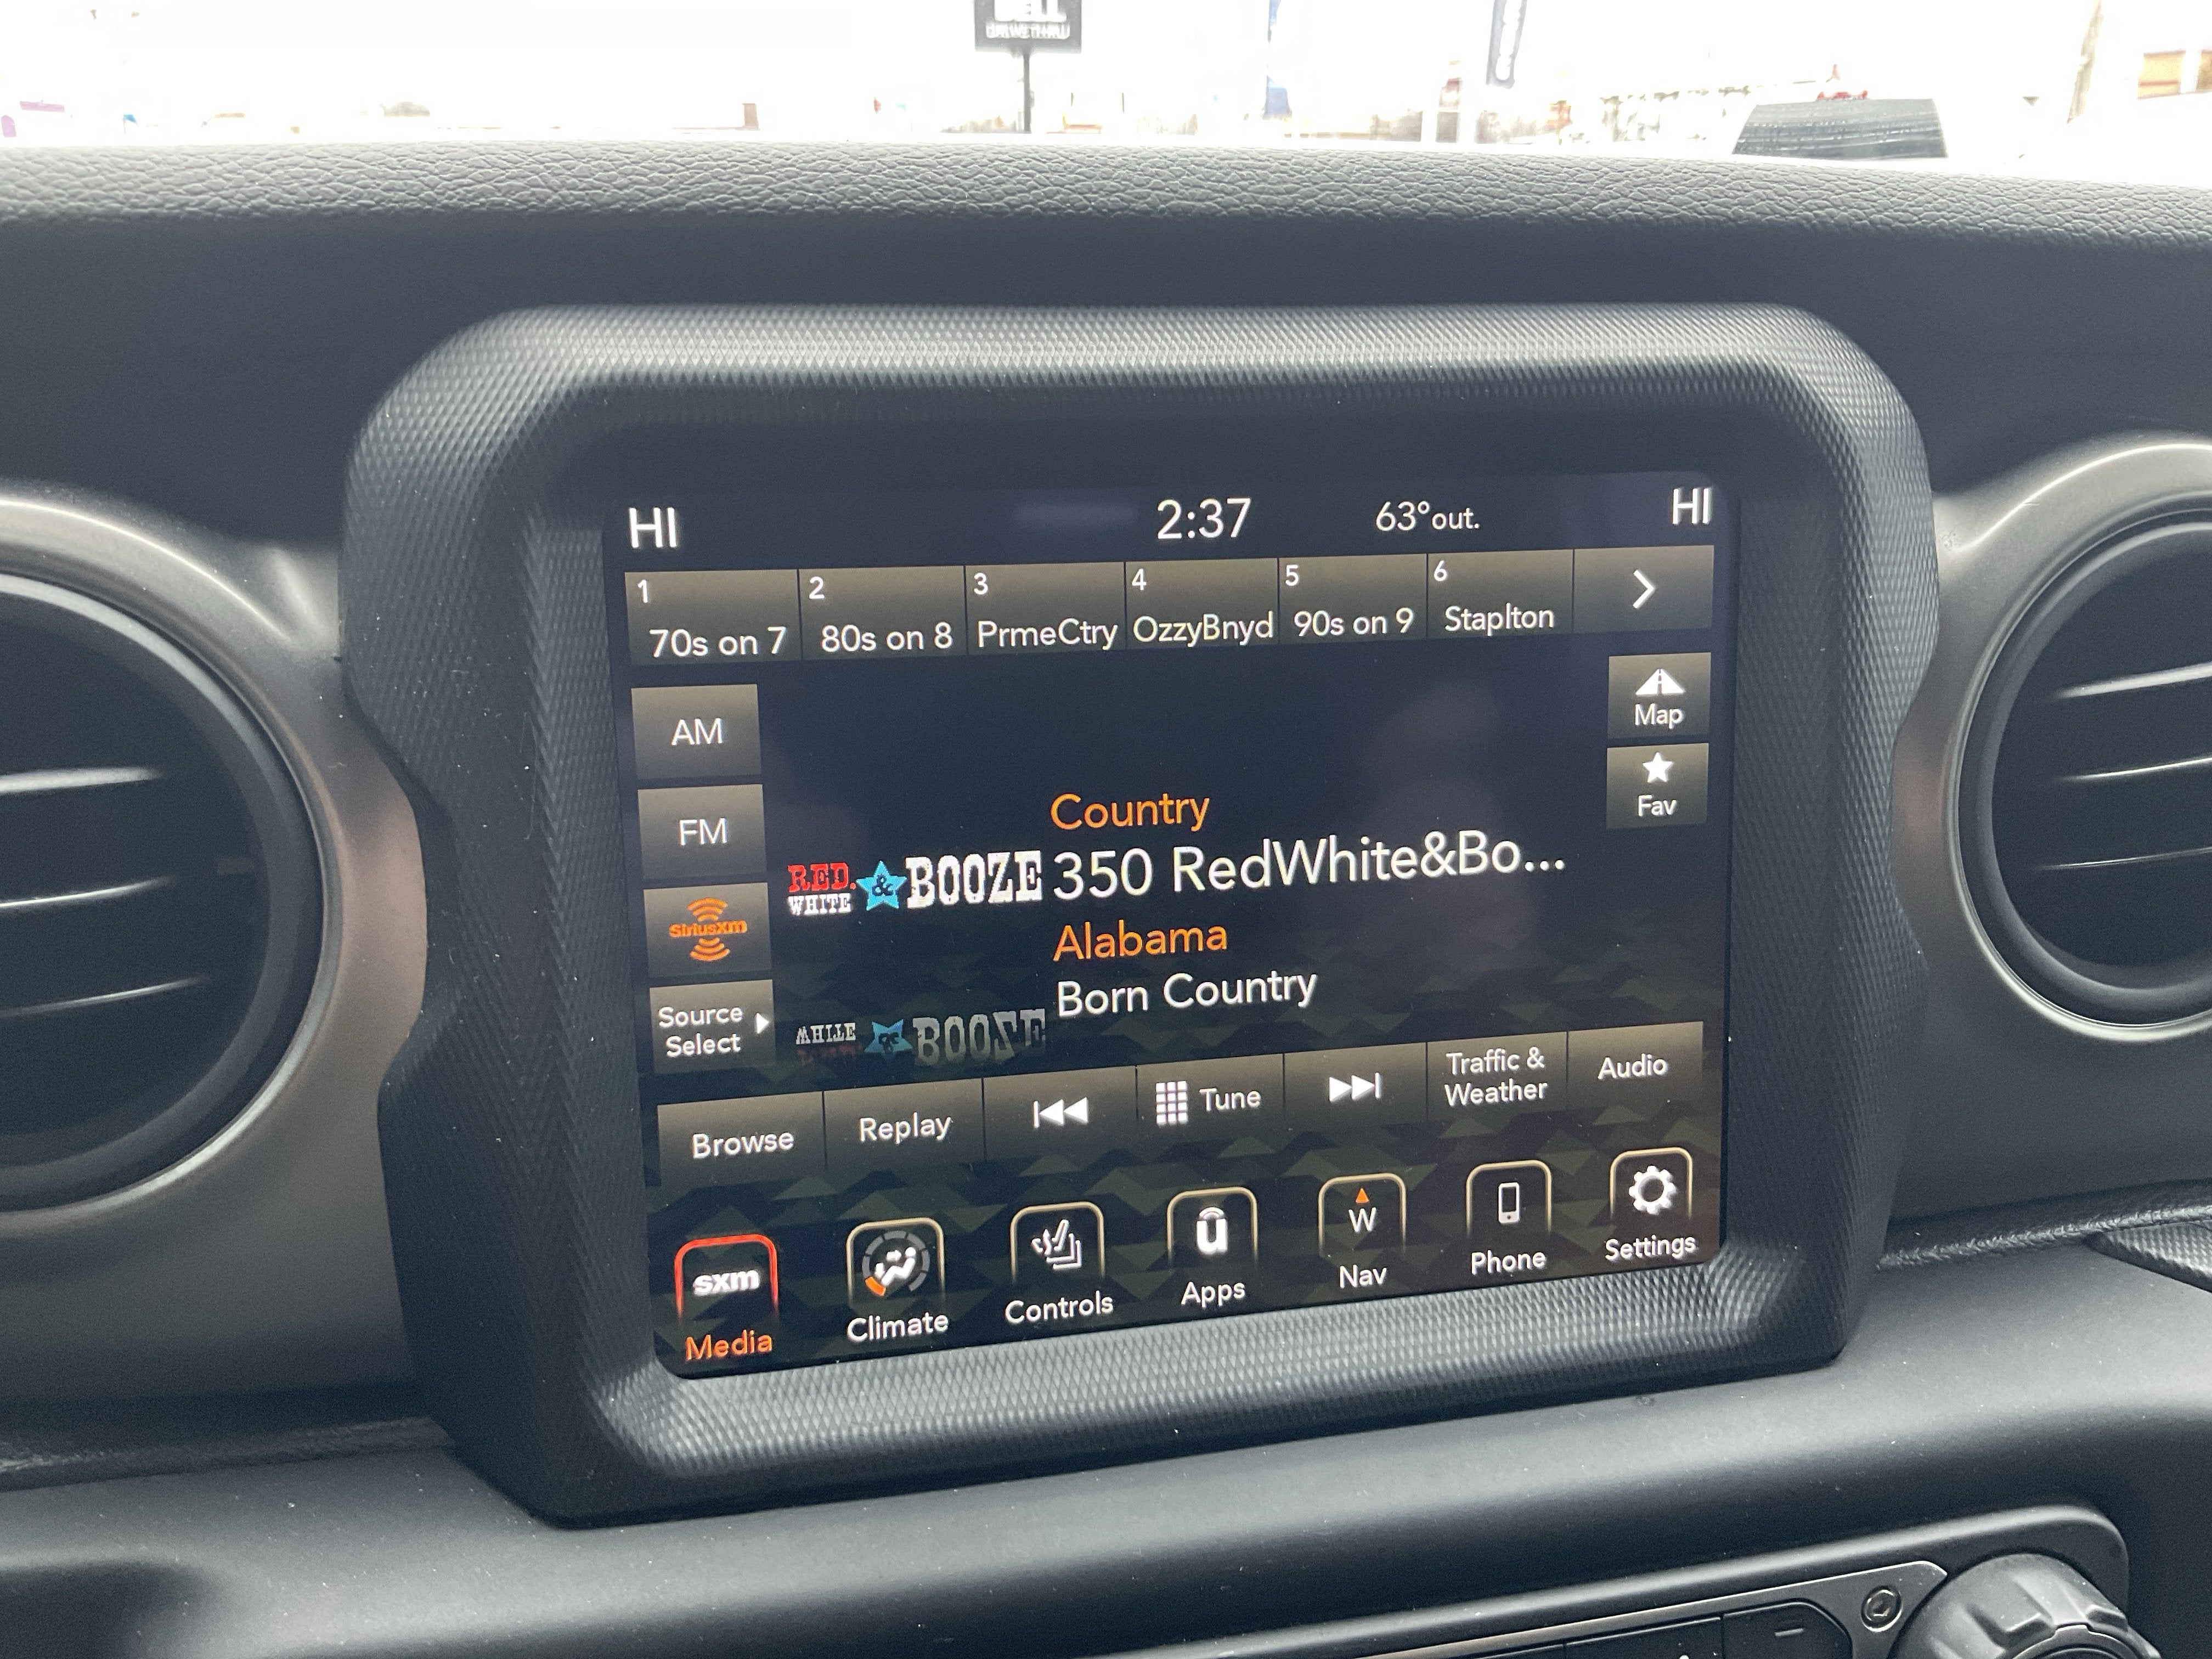 HI 2:37 63°out. HI
1 2 3 4 5 6
70s on 7 80s on 8 PrmeCtry OzzyBnyd 90s on 9 Staplton
AM
Map
FM
Fav
SiriusXm
Source
Select
Country
RED.
WHITE & BOOZE
350 RedWhite&Bo...
Alabama
Born Country
Browse Replay Tune Traffic &
Weather Audio
sxm
Media
Climate
Controls
u
Apps
W
Nav
Phone
Settings